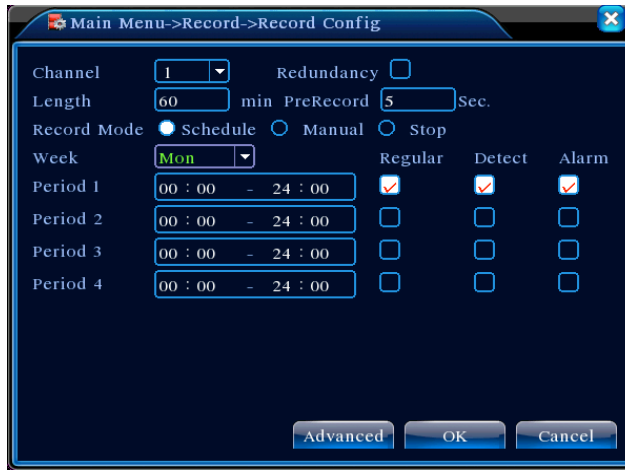 Main Menu->Record->Record Config
Channel 1 Redundancy
Length 60 min PreRecord 5 Sec.
Record Mode Schedule Manual Stop
Week Mon Regular Detect Alarm
Period 1 00 : 00 - 24 : 00
Period 2 00 : 00 - 24 : 00
Period 3 00 : 00 - 24 : 00
Period 4 00 : 00 - 24 : 00
Advanced OK Cancel